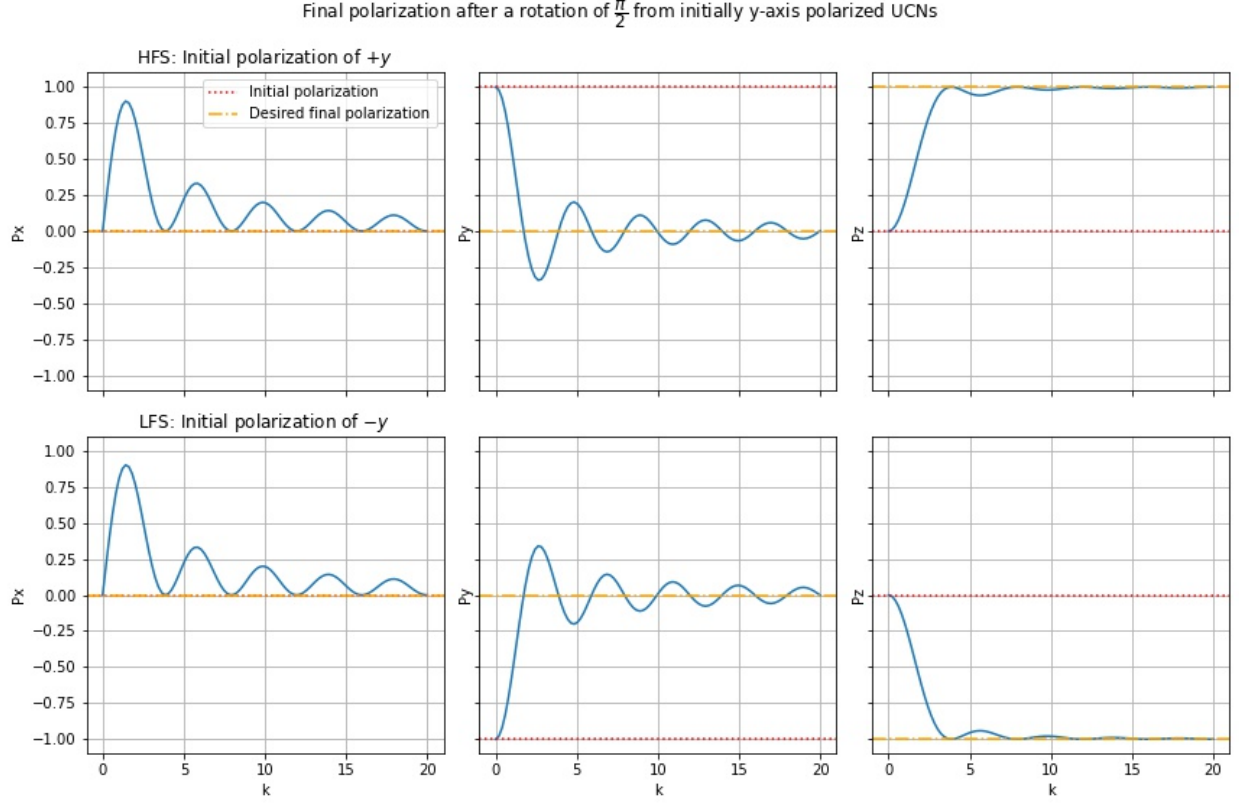 Final polarization after a rotation of π/2 from initially y-axis polarized UCNs
HFS: Initial polarization of +y
Initial polarization
Desired final polarization
1.00
0.75
0.50
0.25
0.00
−0.25
−0.50
−0.75
−1.00
Px
Py
Pz
LFS: Initial polarization of −y
1.00
0.75
0.50
0.25
0.00
−0.25
−0.50
−0.75
−1.00
Px
Py
Pz
0 5 10 15 20
0 5 10 15 20
0 5 10 15 20
k
k
k